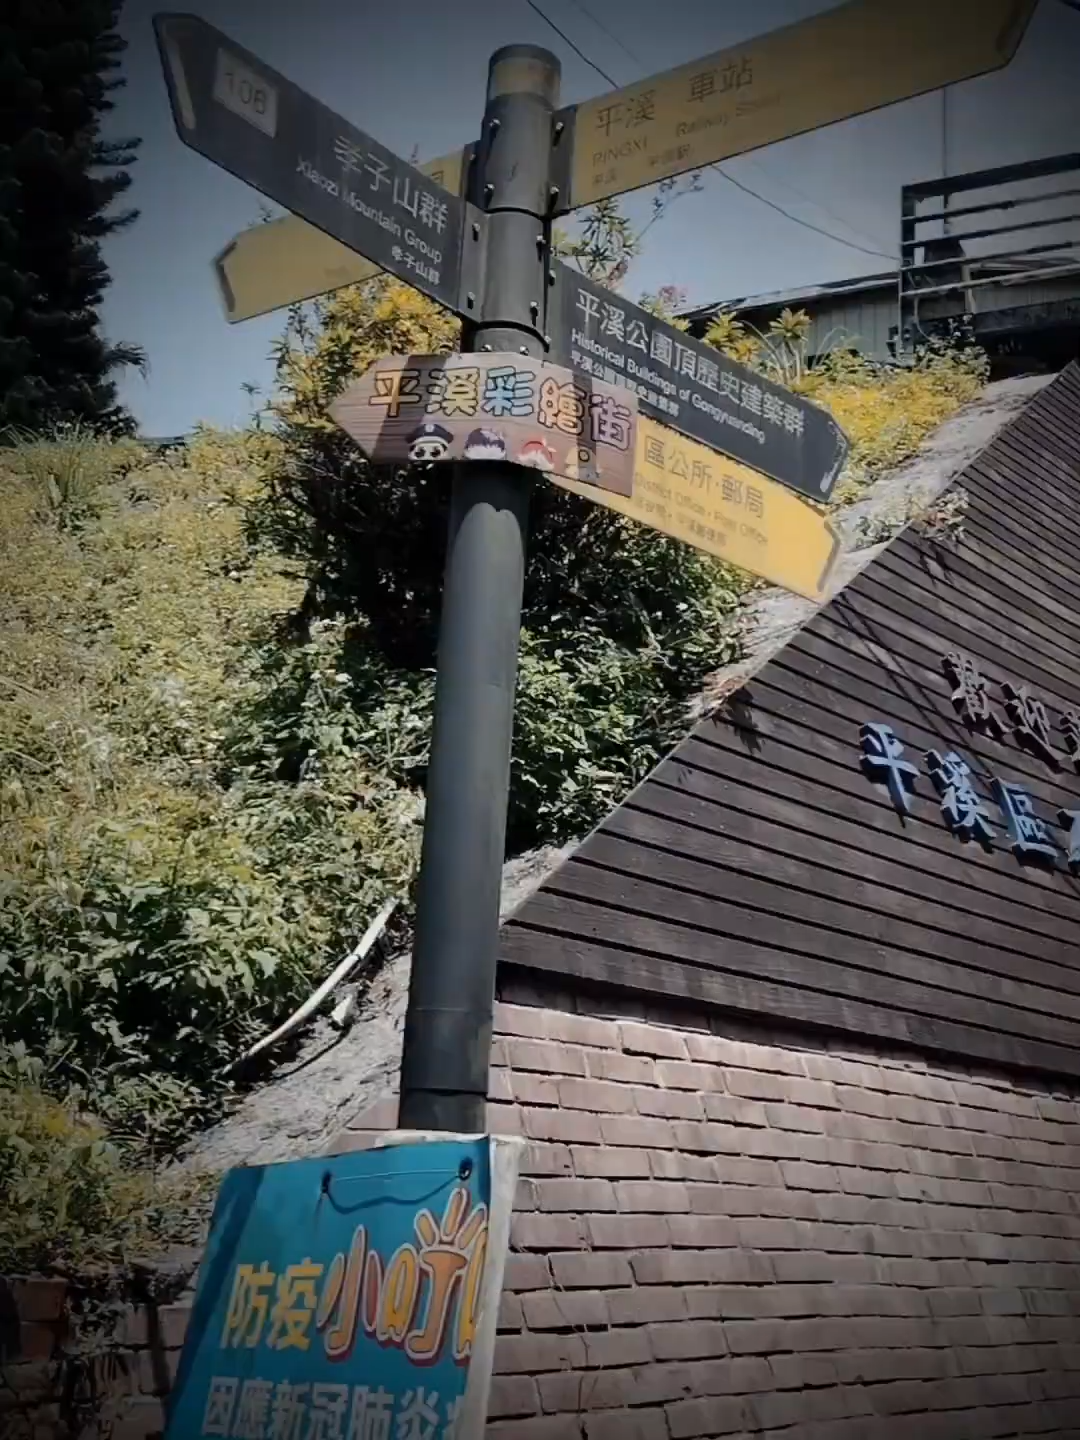 106
孝子山群
Xiaozi Mountain Group
孝子山群
平溪 車站
PINGXI Railway
平溪彩繪街
平溪公園頂歷史建築群
Historical Buildings of Gongyuanding
區公所·郵局
District Office · Post Office
歡迎
平溪區
防疫小叮
因應新冠肺炎